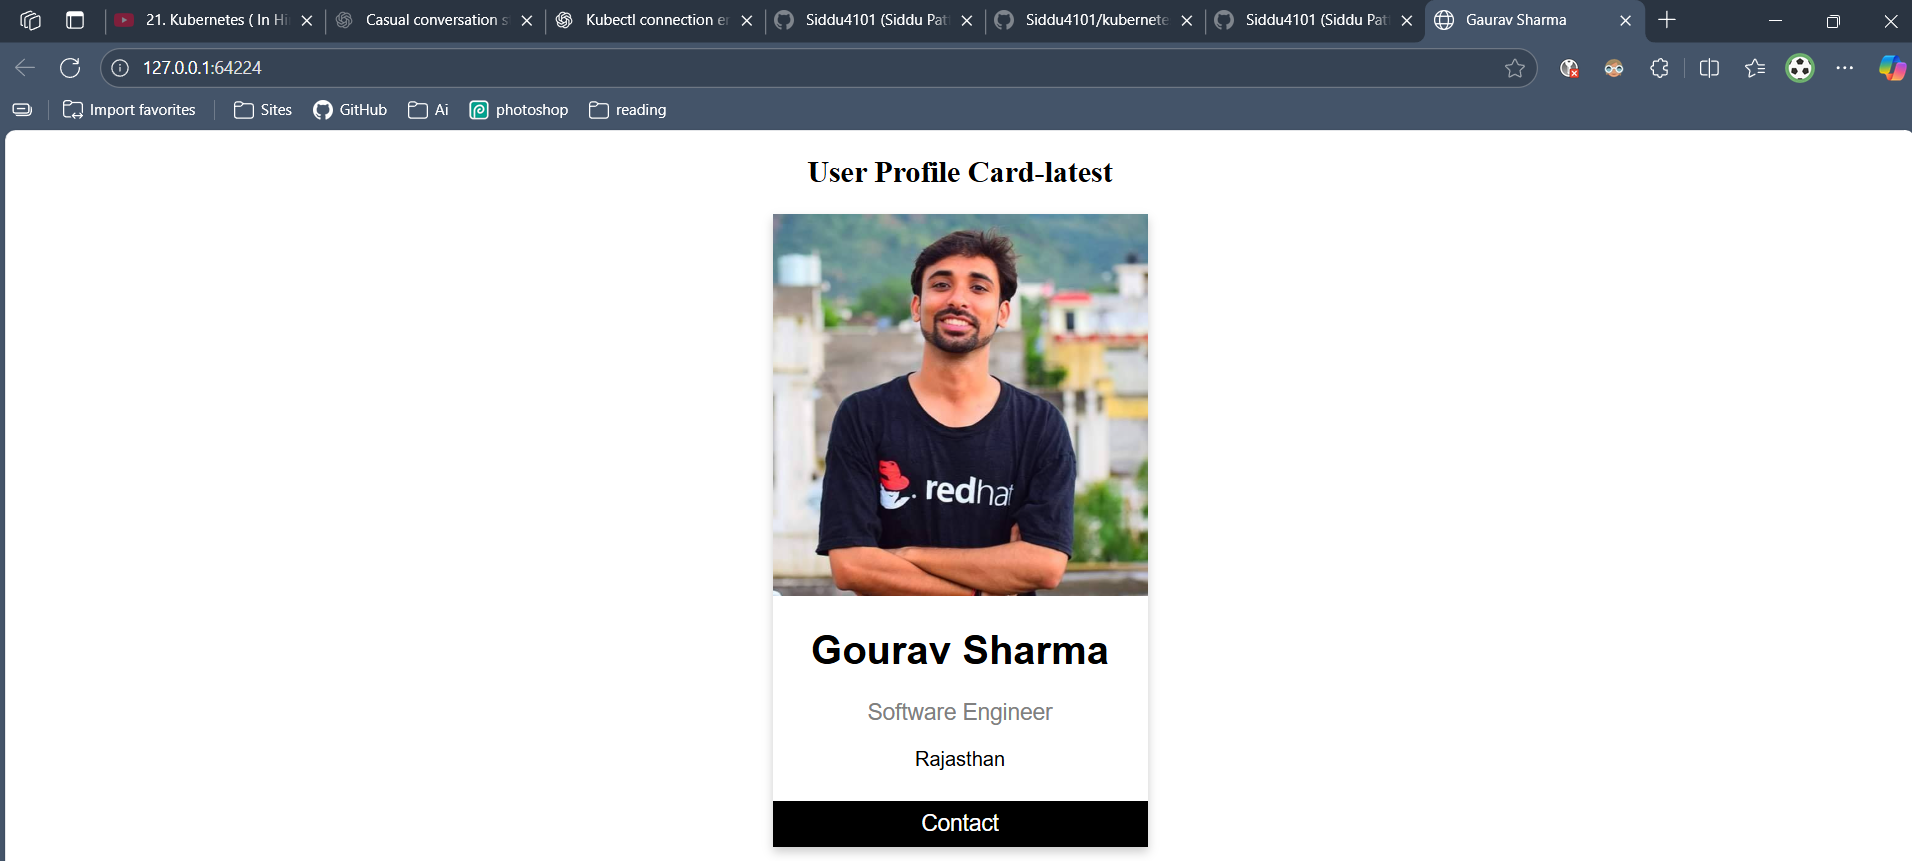 21. Kubernetes ( In Hi
Casual conversation s
Kubectl connection er
Siddu4101 (Siddu Pat
Siddu4101/kubernete
Siddu4101 (Siddu Pat
Gaurav Sharma
127.0.0.1:64224
Import favorites
Sites
GitHub
Ai
photoshop
reading
User Profile Card-latest
redhat
Gourav Sharma
Software Engineer
Rajasthan
Contact